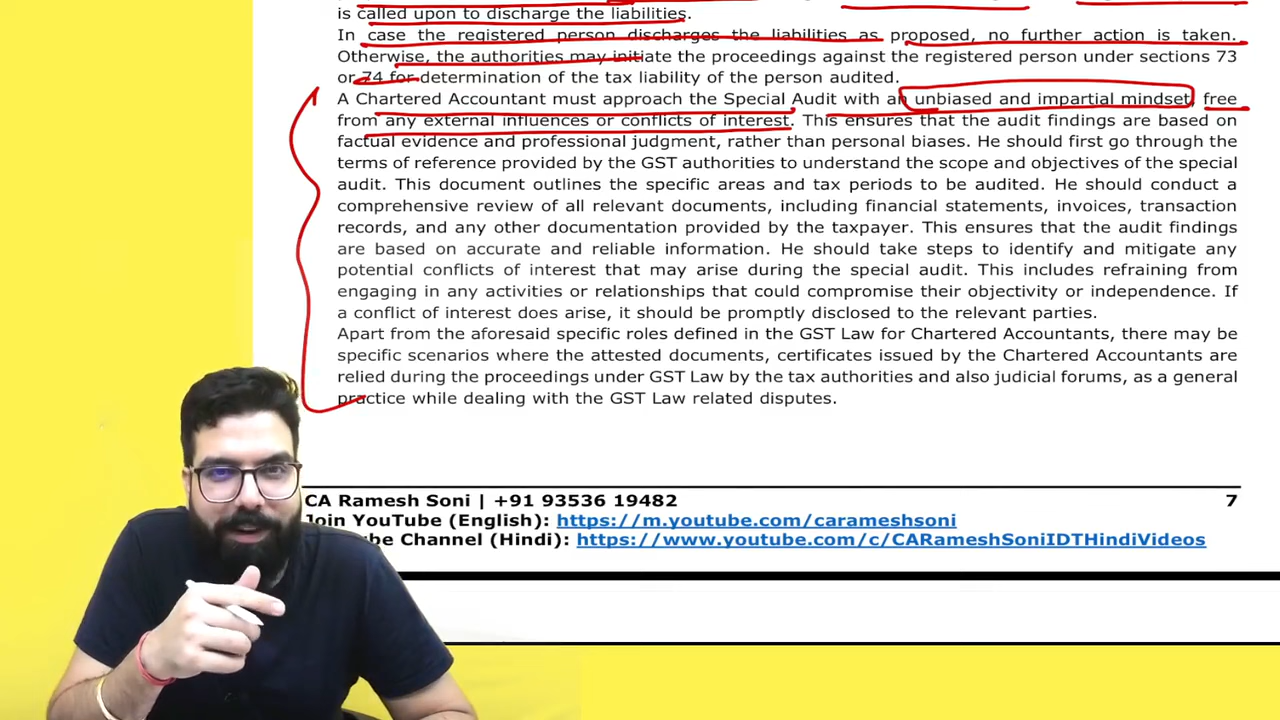 is called upon to discharge the liabilities.
In case the registered person discharges the liabilities as proposed, no further action is taken.
Otherwise, the authorities may initiate the proceedings against the registered person under sections 73
or 74 for determination of the tax liability of the person audited.
A Chartered Accountant must approach the Special Audit with an unbiased and impartial mindset, free
from any external influences or conflicts of interest. This ensures that the audit findings are based on
factual evidence and professional judgment, rather than personal biases. He should first go through the
terms of reference provided by the GST authorities to understand the scope and objectives of the special
audit. This document outlines the specific areas and tax periods to be audited. He should conduct a
comprehensive review of all relevant documents, including financial statements, invoices, transaction
records, and any other documentation provided by the taxpayer. This ensures that the audit findings
are based on accurate and reliable information. He should take steps to identify and mitigate any
potential conflicts of interest that may arise during the special audit. This includes refraining from
engaging in any activities or relationships that could compromise their objectivity or independence. If
a conflict of interest does arise, it should be promptly disclosed to the relevant parties.
Apart from the aforesaid specific roles defined in the GST Law for Chartered Accountants, there may be
specific scenarios where the attested documents, certificates issued by the Chartered Accountants are
relied during the proceedings under GST Law by the tax authorities and also judicial forums, as a general
practice while dealing with the GST Law related disputes.
CA Ramesh Soni | +91 93536 19482 7
Join YouTube (English): https://m.youtube.com/carameshsoni
be Channel (Hindi): https://www.youtube.com/c/CARameshSoniIDTHindiVideos